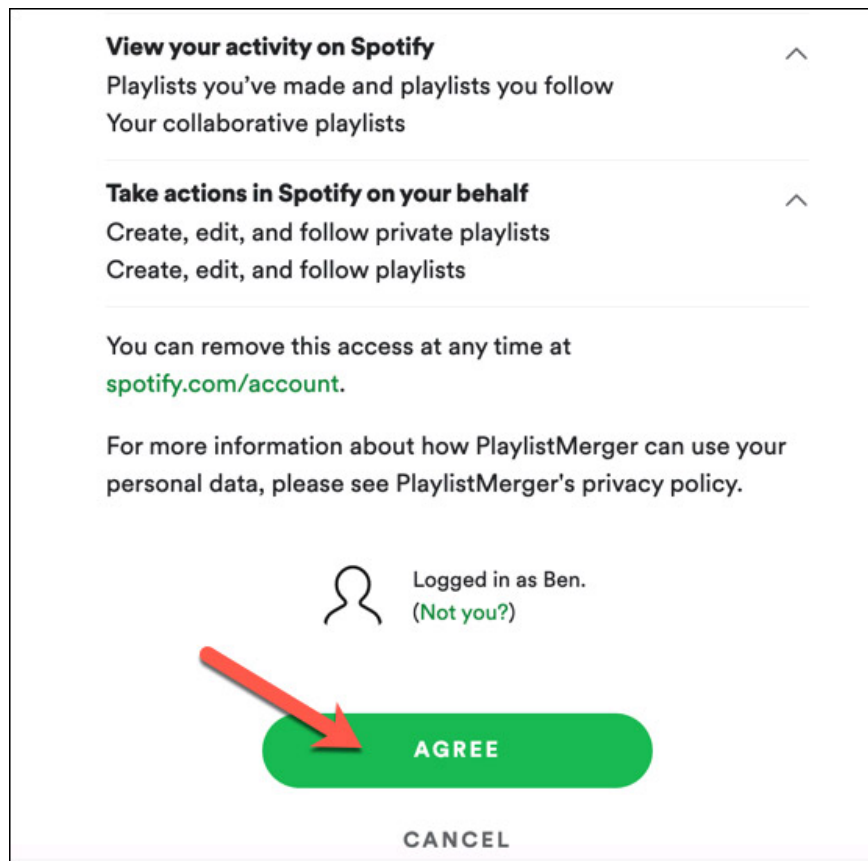 View your activity on Spotify
Playlists you've made and playlists you follow
Your collaborative playlists
Take actions in Spotify on your behalf
Create, edit, and follow private playlists
Create, edit, and follow playlists
You can remove this access at any time at
spotify.com/account.
For more information about how PlaylistMerger can use your
personal data, please see PlaylistMerger's privacy policy.
Logged in as Ben.
(Not you?)
AGREE
CANCEL